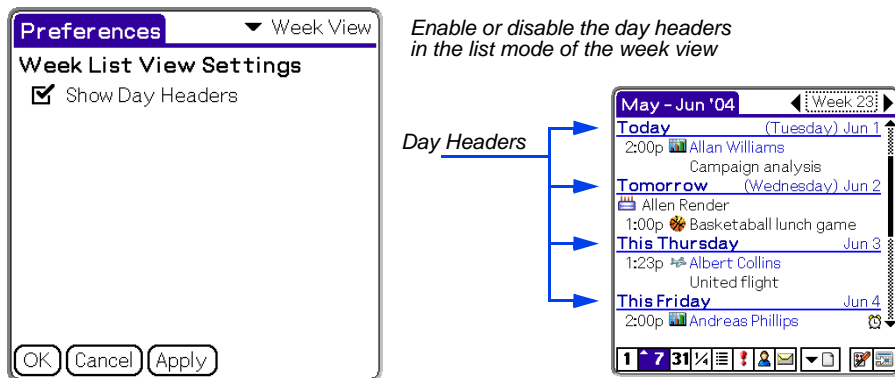 Preferences
Week View
Week List View Settings
Show Day Headers
OK Cancel Apply
Enable or disable the day headers
in the list mode of the week view
Day Headers
May - Jun '04
Week 23
Today (Tuesday) Jun 1
2:00p Allan Williams
Campaign analysis
Tomorrow (Wednesday) Jun 2
Allen Render
1:00p Basketaball lunch game
This Thursday Jun 3
1:23p Albert Collins
United flight
This Friday Jun 4
2:00p Andreas Phillips
1 7 31